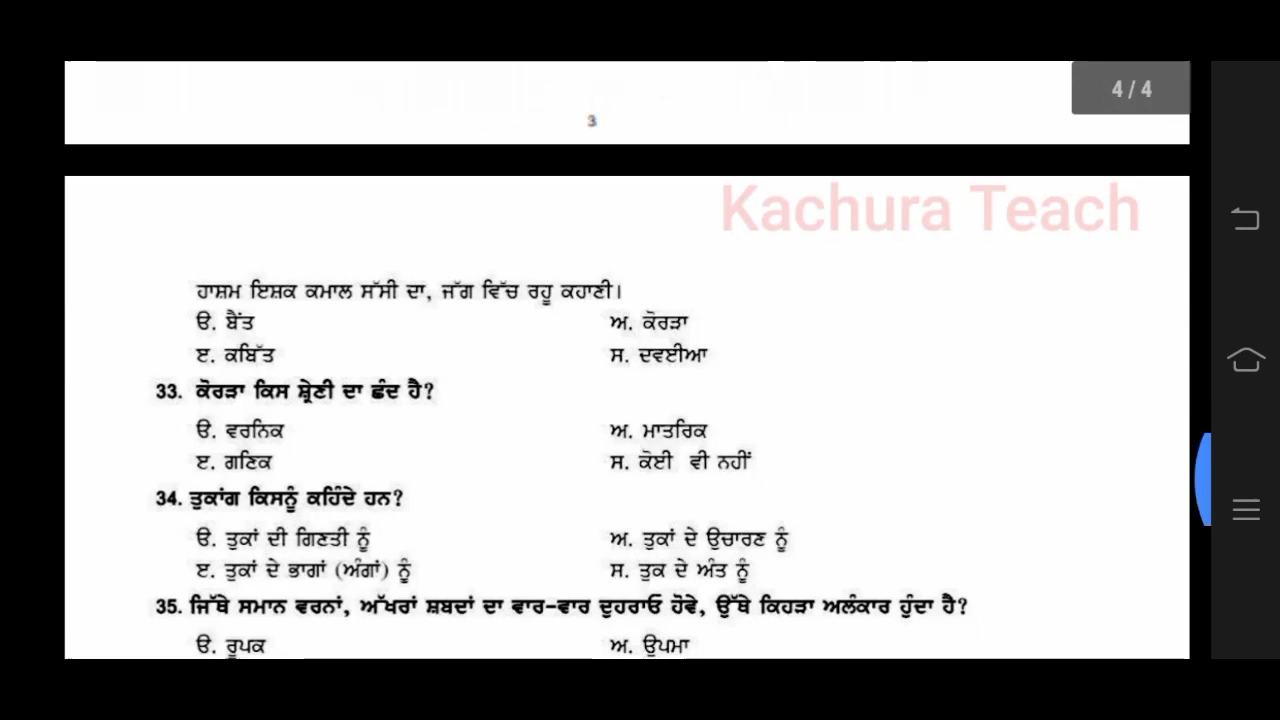 4 / 4
3
Kachura Teach
ਹਾਸ਼ਮ ਇਸ਼ਕ ਕਮਾਲ ਸੱਸੀ ਦਾ, ਜੱਗ ਵਿੱਚ ਰਹੂ ਕਹਾਣੀ।
ੳ. ਬੈਂਤ ਅ. ਕੋਰੜਾ
ੲ. ਕਬਿੱਤ ਸ. ਦਵਈਆ
33. ਕੋਰੜਾ ਕਿਸ ਸ਼੍ਰੇਣੀ ਦਾ ਛੰਦ ਹੈ?
ੳ. ਵਰਨਿਕ ਅ. ਮਾਤਰਿਕ
ੲ. ਗਣਿਕ ਸ. ਕੋਈ ਵੀ ਨਹੀਂ
34. ਤੁਕਾਂਗ ਕਿਸਨੂੰ ਕਹਿੰਦੇ ਹਨ?
ੳ. ਤੁਕਾਂ ਦੀ ਗਿਣਤੀ ਨੂੰ ਅ. ਤੁਕਾਂ ਦੇ ਉਚਾਰਣ ਨੂੰ
ੲ. ਤੁਕਾਂ ਦੇ ਭਾਗਾਂ (ਅੰਗਾਂ) ਨੂੰ ਸ. ਤੁਕ ਦੇ ਅੰਤ ਨੂੰ
35. ਜਿੱਥੇ ਸਮਾਨ ਵਰਨਾਂ, ਅੱਖਰਾਂ ਸ਼ਬਦਾਂ ਦਾ ਵਾਰ-ਵਾਰ ਦੁਹਰਾਓ ਹੋਵੇ, ਉੱਥੇ ਕਿਹੜਾ ਅਲੰਕਾਰ ਹੁੰਦਾ ਹੈ?
ੳ. ਰੂਪਕ ਅ. ਉਪਮਾ